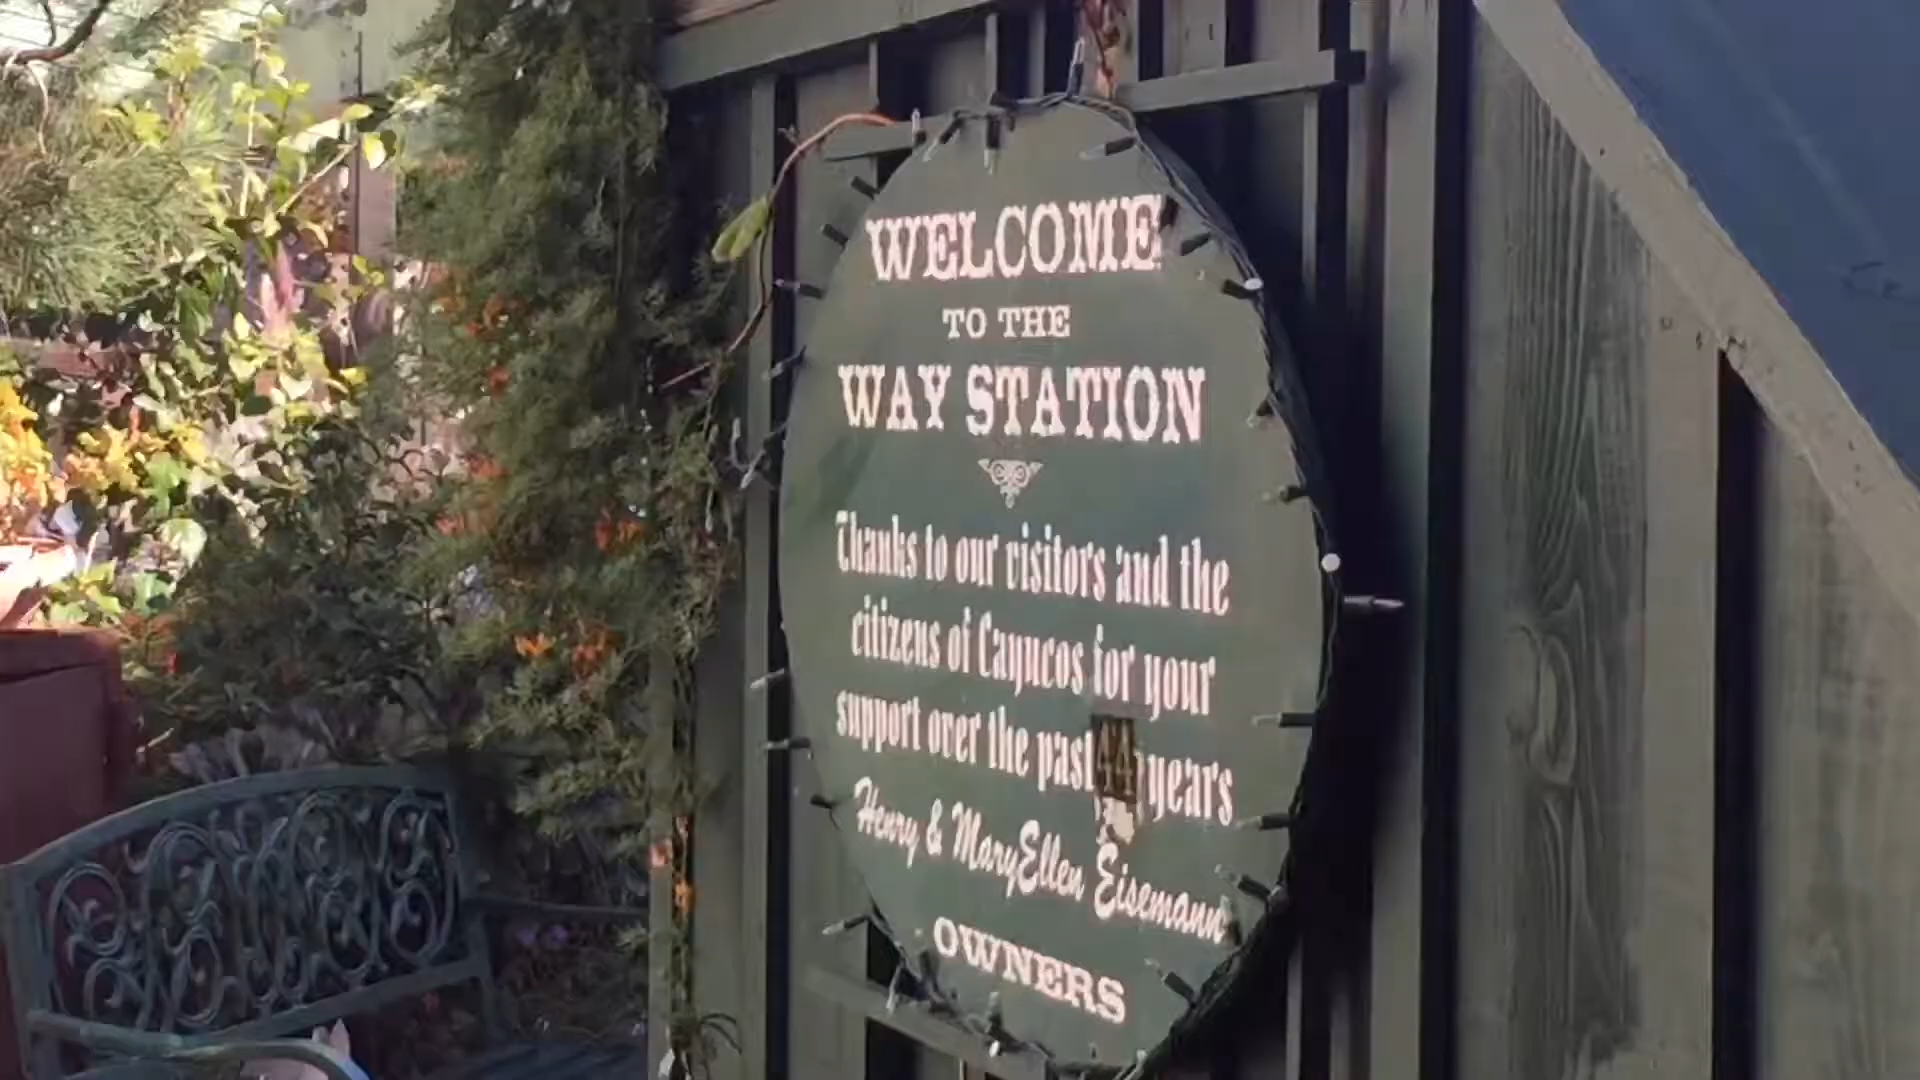 WELCOME
TO THE
WAY STATION
Thanks to our visitors and the
citizens of Cayucos for your
support over the past 44 years
Henry & MaryEllen Eisemann
OWNERS